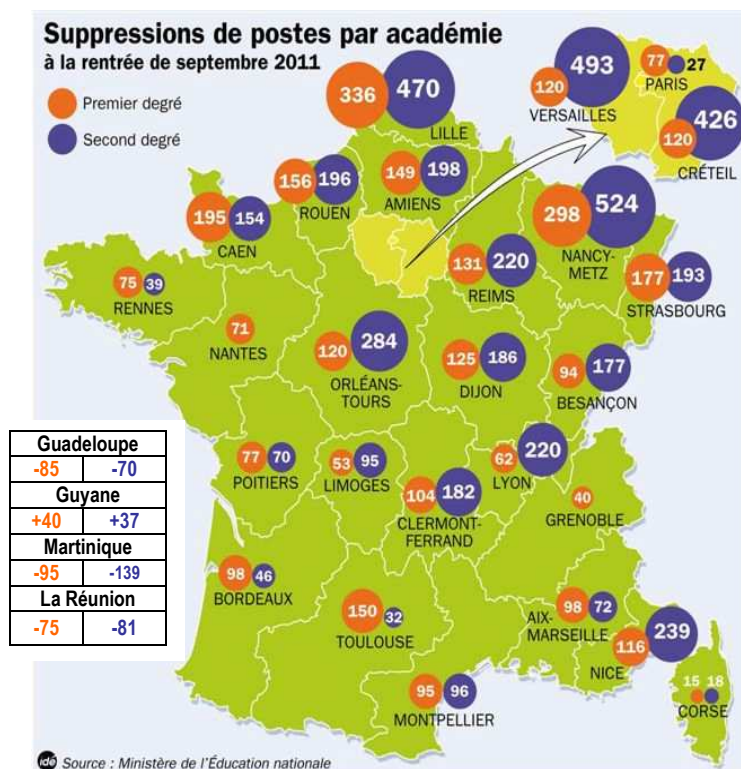 Suppressions de postes par académie
à la rentrée de septembre 2011
Premier degré
Second degré
336 470
LILLE
120 493
VERSAILLES
77 27
PARIS
120 426
CRÉTEIL
156 196
ROUEN
149 198
AMIENS
195 154
CAEN
298 524
NANCY-
METZ
131 220
REIMS
177 193
STRASBOURG
75 39
RENNES
71
NANTES
120 284
ORLÉANS-
TOURS
125 186
DIJON
94 177
BESANÇON
Guadeloupe
-85 -70
Guyane
+40 +37
Martinique
-95 -139
La Réunion
-75 -81
77 70
POITIERS
53 95
LIMOGES
104 182
CLERMONT-
FERRAND
62 220
LYON
40
GRENOBLE
98 46
BORDEAUX
150 32
TOULOUSE
98 72
AIX-
MARSEILLE
116 239
NICE
95 96
MONTPELLIER
15 18
CORSE
idé Source : Ministère de l'Éducation nationale